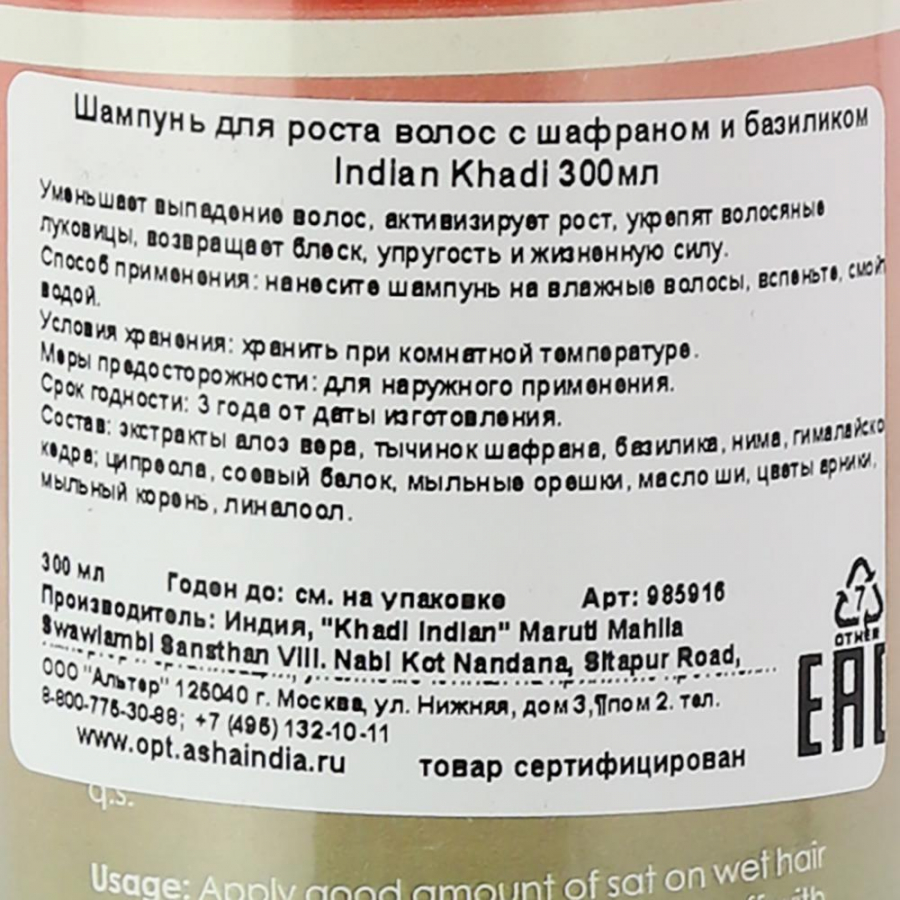 Шампунь для роста волос с шафраном и базиликом
Indian Khadi 300мл
Уменьшает выпадение волос, активизирует рост, укрепят волосяные
луковицы, возвращает блеск, упругость и жизненную силу.
Способ применения: нанесите шампунь на влажные волосы, вспеньте,
водой.
Условия хранения: хранить при комнатной температуре.
Меры предосторожности: для наружного применения.
Срок годности: 3 года от даты изготовления.
Состав: экстракты алоэ вера, тычинок шафрана, базилика, нима,
кедра; ципреола, соевый белок, мыльные орешки, масло ши, цветы арники,
мыльный корень, линалоол.
300 мл Годен до: см. на упаковке Арт: 985916
Производитель: Индия, "Khadi Indian" Maruti Mahila
Swawlambi Sansthan Vill. Nabi Kot Nandana, Sitapur Road,
ООО "Альтер" 125040 г. Москва, ул. Нижняя, дом 3,¶пом 2. тел.
8-800-775-30-88; +7 (495) 132-10-11
www.opt.ashaindia.ru товар сертифицирован
7
OTHER
EAC
q.s.
Usage: Apply good amount of sat on wet hair
with